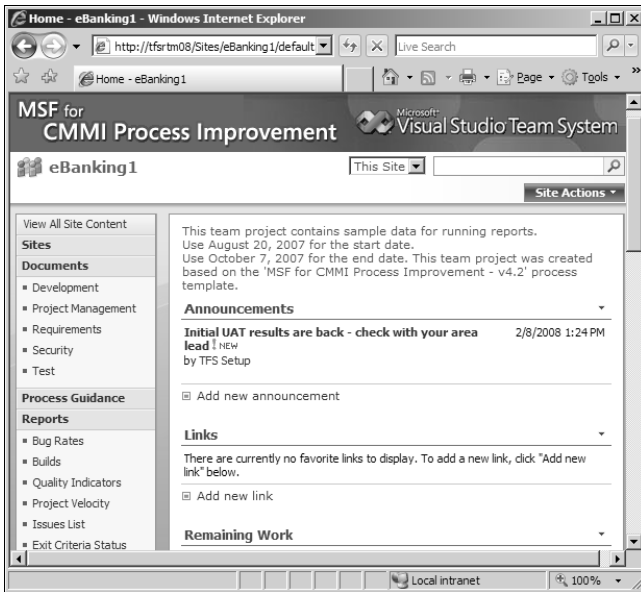 Home - eBanking1 - Windows Internet Explorer
http://tfsrtm08/Sites/eBanking1/default
Live Search
Home - eBanking1
Page
Tools
MSF for
CMMI Process Improvement
Microsoft
Visual Studio Team System
eBanking1
This Site
Site Actions
View All Site Content
Sites
Documents
Development
Project Management
Requirements
Security
Test
Process Guidance
Reports
Bug Rates
Builds
Quality Indicators
Project Velocity
Issues List
Exit Criteria Status
This team project contains sample data for running reports.
Use August 20, 2007 for the start date.
Use October 7, 2007 for the end date. This team project was created
based on the 'MSF for CMMI Process Improvement - v4.2' process
template.
Announcements
Initial UAT results are back - check with your area 2/8/2008 1:24 PM
lead ! NEW
by TFS Setup
Add new announcement
Links
There are currently no favorite links to display. To add a new link, click "Add new
link" below.
Add new link
Remaining Work
Local intranet
100%